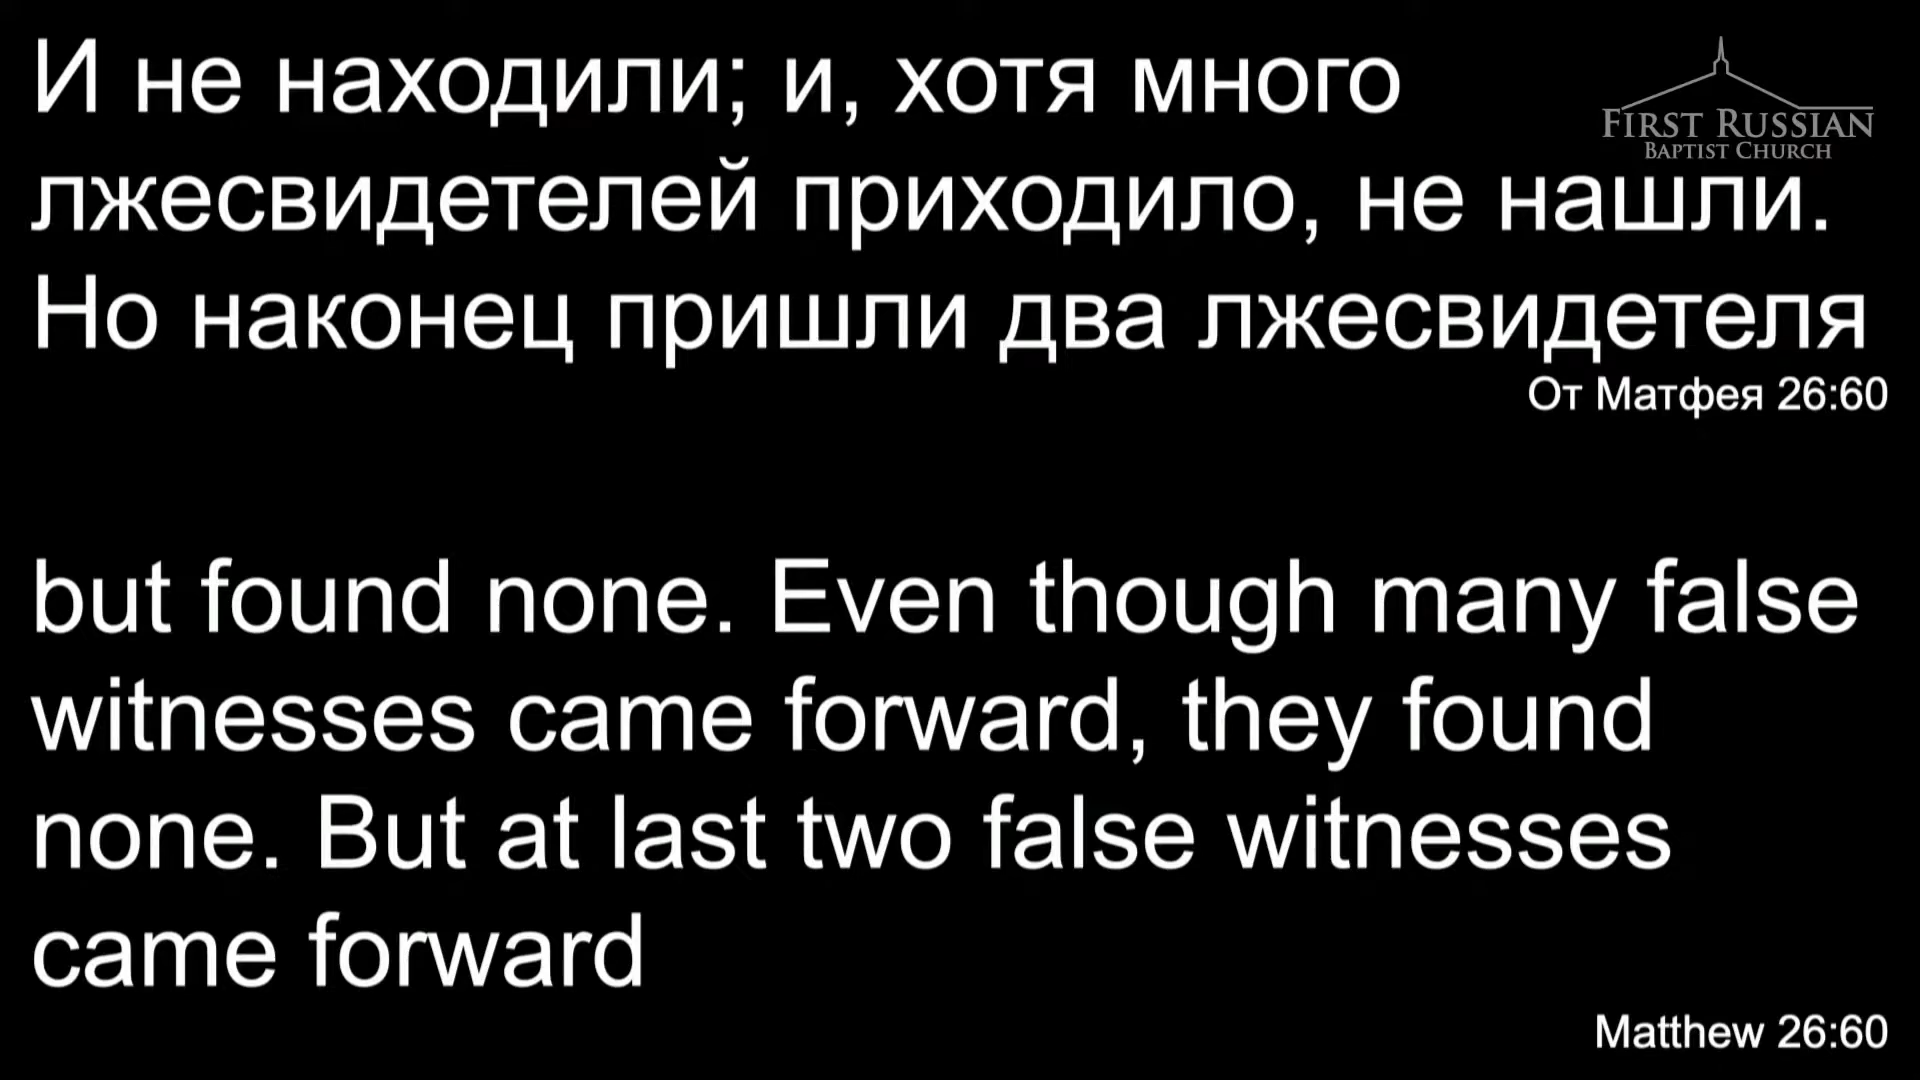 И не находили; и, хотя много
лжесвидетелей приходило, не нашли.
Но наконец пришли два лжесвидетеля
От Матфея 26:60
FIRST RUSSIAN
BAPTIST CHURCH
but found none. Even though many false
witnesses came forward, they found
none. But at last two false witnesses
came forward
Matthew 26:60